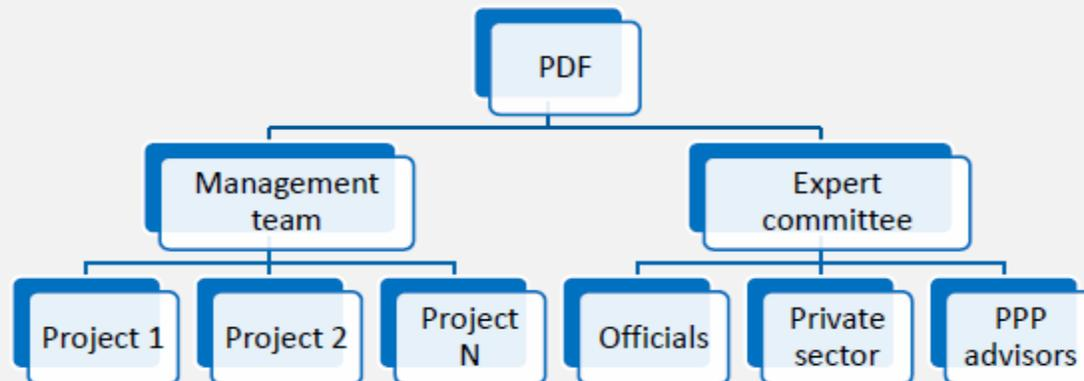 PDF
Management
team
Expert
committee
Project 1
Project 2
Project
N
Officials
Private
sector
PPP
advisors